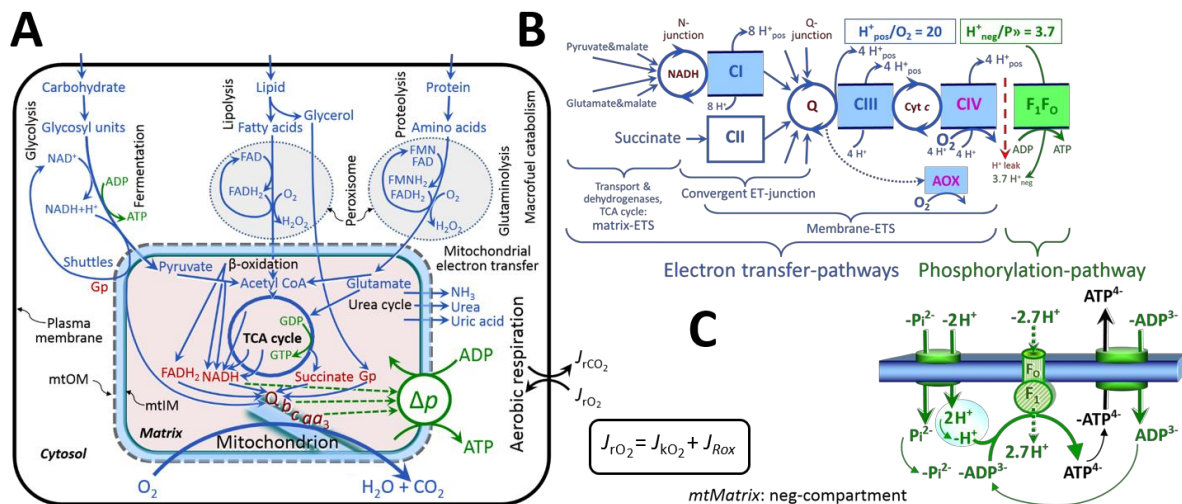 A
Carbohydrate
Lipid
Protein
Glycolysis
Glycosyl units
Lipolysis
Fatty acids
Glycerol
Proteolysis
Amino acids
NAD⁺
NADH+H⁺
ADP
ATP
Fermentation
FAD
FADH₂
O₂
H₂O₂
Peroxisome
FMN
FAD
FMNH₂
FADH₂
O₂
H₂O₂
Glutaminolysis
Macrofuel catabolism
Shuttles
Gp
Pyruvate
β-oxidation
Acetyl CoA
Glutamate
Mitochondrial
electron transfer
Urea cycle
NH₃
Urea
Uric acid
TCA cycle
GDP
GTP
FADH₂
NADH
Succinate
Gp
Q b c aa₃
Δp
ADP
ATP
Plasma
membrane
mtOM
mtIM
Matrix
Mitochondrion
Cytosol
O₂
H₂O + CO₂
Aerobic respiration
JrCO₂
JrO₂
JrO₂ = JkO₂ + JRox
B
N-
junction
Q-
junction
8 H⁺pos
H⁺pos/O₂ = 20
H⁺neg/P» = 3.7
Pyruvate&malate
Glutamate&malate
NADH
CI
8 H⁺
Succinate
CII
Q
4 H⁺pos
4 H⁺pos
4 H⁺pos
CIII
Cyt c
CIV
F₁FO
4 H⁺
O₂
4 H⁺
4 H⁺
ADP
ATP
H⁺ leak
3.7 H⁺neg
AOX
O₂
Transport &
dehydrogenases,
TCA cycle:
matrix-ETS
Convergent ET-junction
Membrane-ETS
Electron transfer-pathways
Phosphorylation-pathway
C
-Pi²⁻
-2H⁺
-2.7H⁺
ATP⁴⁻
-ADP³⁻
FO
F₁
Pi²⁻
2H⁺
-H⁺
-ATP⁴⁻
ADP³⁻
-Pi²⁻
-ADP³⁻
2.7H⁺
ATP⁴⁻
mtMatrix: neg-compartment